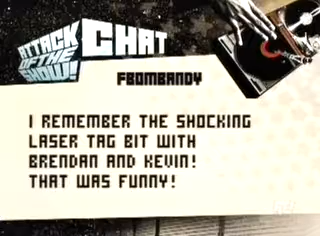 ATTACK
OF THE
SHOW!
CHAT
FBOMBANDY
I REMEMBER THE SHOCKING
LASER TAG BIT WITH
BRENDAN AND KEVIN!
THAT WAS FUNNY!